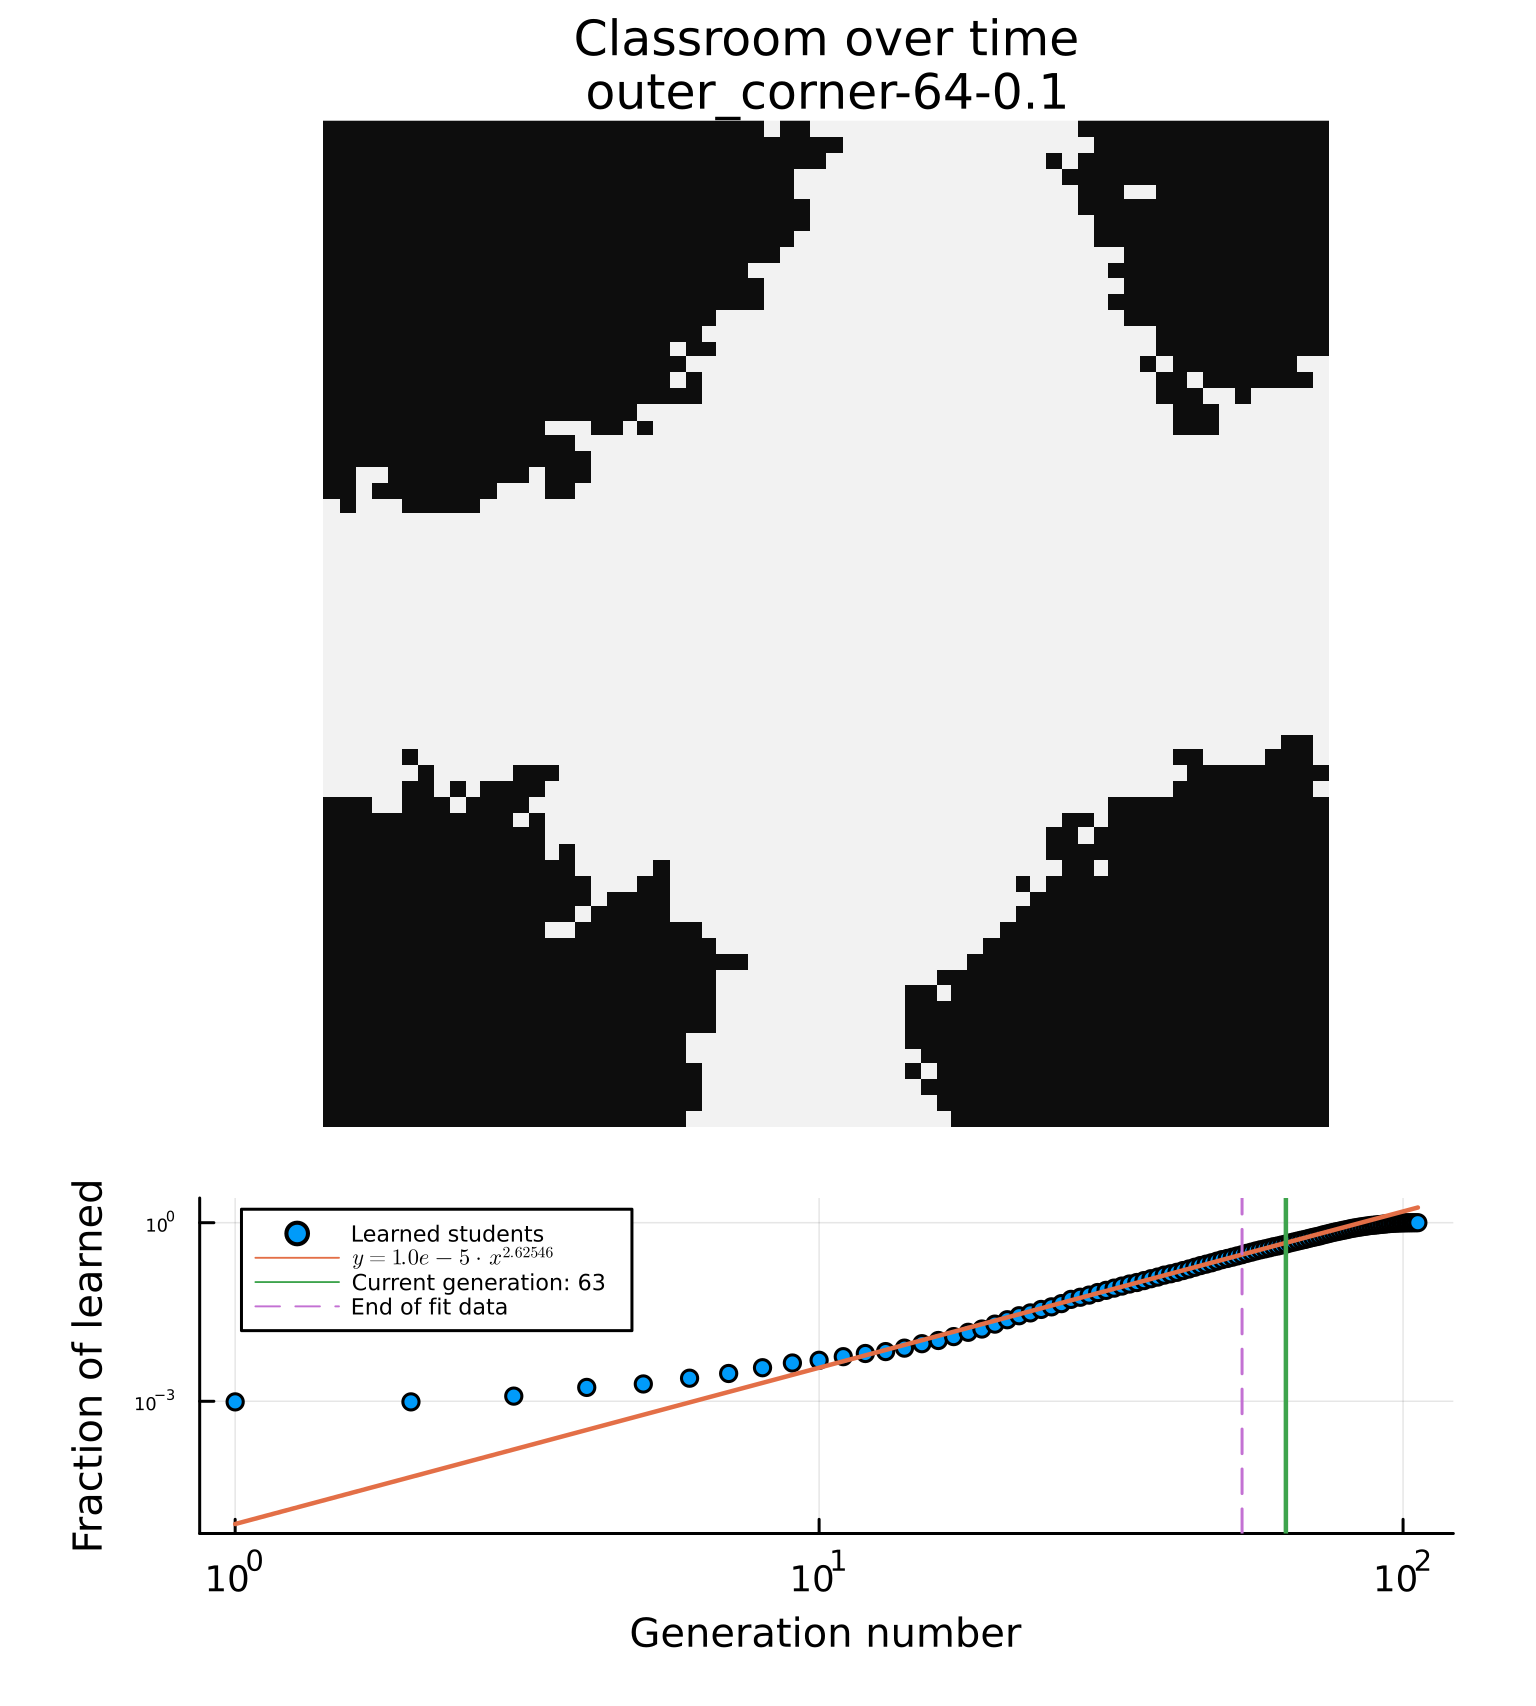 Classroom over time
outer_corner-64-0.1
Fraction of learned
10^0
10^−3
Learned students
y = 1.0e − 5 · x^2.62546
Current generation: 63
End of fit data
10^0
10^1
10^2
Generation number